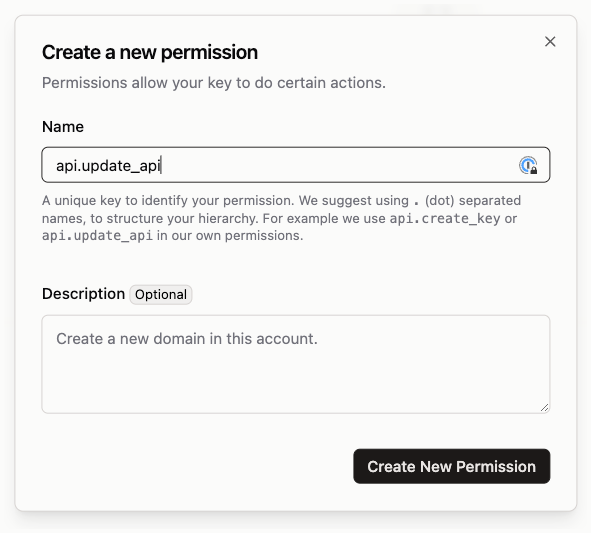 Create a new permission
Permissions allow your key to do certain actions.
Name
api.update_api
A unique key to identify your permission. We suggest using . (dot) separated
names, to structure your hierarchy. For example we use api.create_key or
api.update_api in our own permissions.
Description Optional
Create a new domain in this account.
Create New Permission